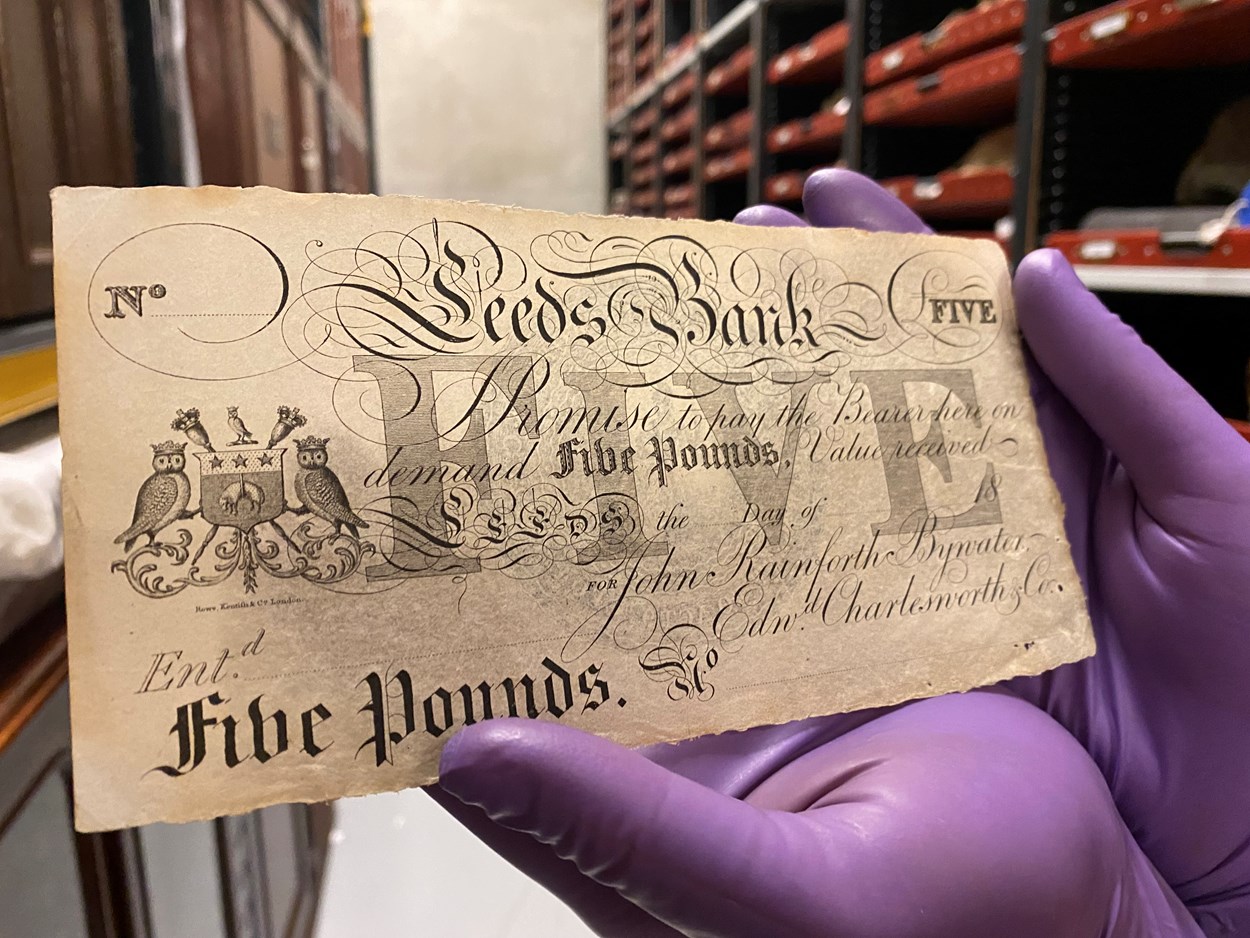 Nº
Leeds Bank
FIVE
FIVE
I Promise to pay the Bearer here on
demand Five Pounds, Value received
LEEDS the Day of 18
FOR John Rainforth Bywater,
Edwd. Charlesworth & Co.
Rowe, Kentish & Co. London.
Entd.
Five Pounds. Nº